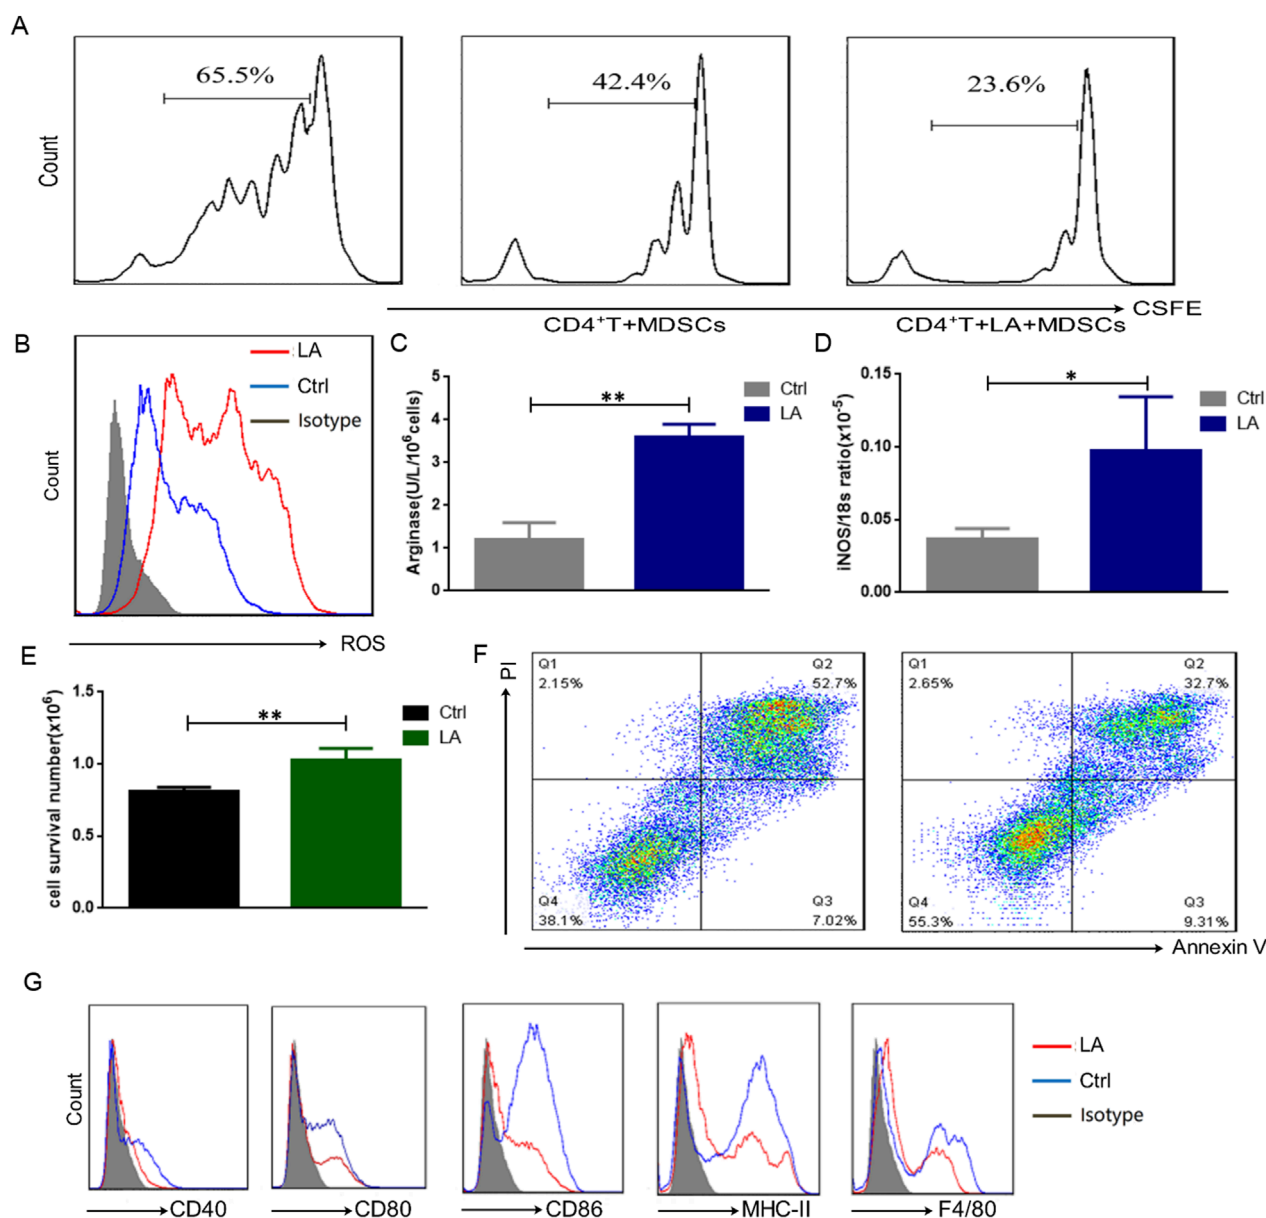 A
65.5%
42.4%
23.6%
Count
CSFE
CD4+T+MDSCs
CD4+T+LA+MDSCs
B
LA
Ctrl
Isotype
Count
ROS
C
5
4
3
2
1
0
Arginase(U/L/10^6cells)
**
Ctrl
LA
D
0.15
0.10
0.05
0.00
iNOS/18s ratio(x10^-5)
*
Ctrl
LA
E
1.5
1.0
0.5
0.0
cell survival number(x10^6)
**
Ctrl
LA
F
PI
Q1
2.15%
Q2
52.7%
Q4
38.1%
Q3
7.02%
Q1
2.65%
Q2
32.7%
Q4
55.3%
Q3
9.31%
Annexin V
G
Count
CD40
CD80
CD86
MHC-II
F4/80
LA
Ctrl
Isotype